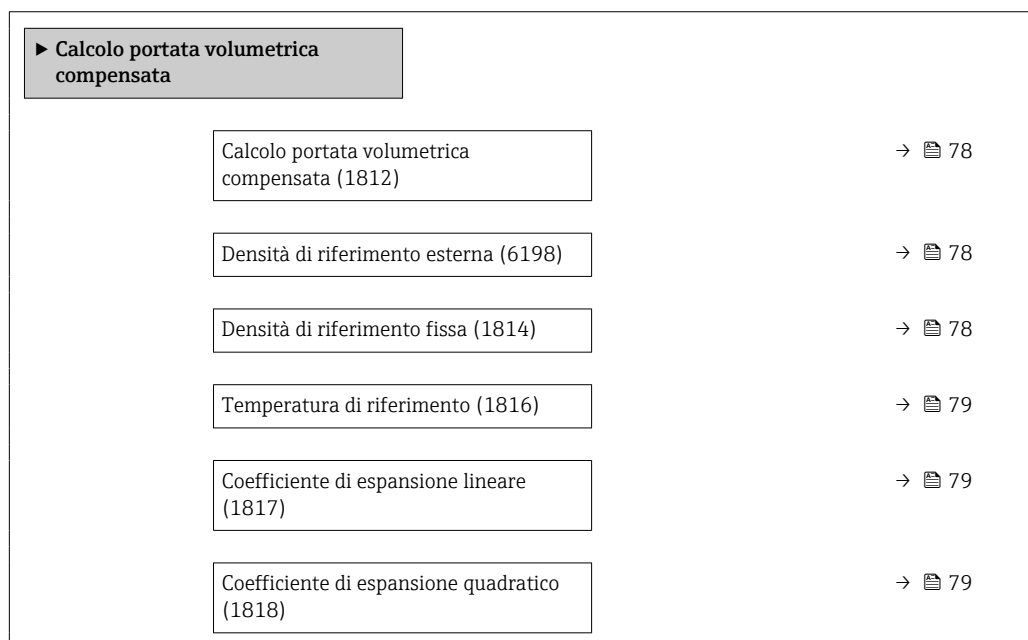 ▶ Calcolo portata volumetrica
compensata
Calcolo portata volumetrica
compensata (1812)
→ 78
Densità di riferimento esterna (6198)
→ 78
Densità di riferimento fissa (1814)
→ 78
Temperatura di riferimento (1816)
→ 79
Coefficiente di espansione lineare
(1817)
→ 79
Coefficiente di espansione quadratico
(1818)
→ 79